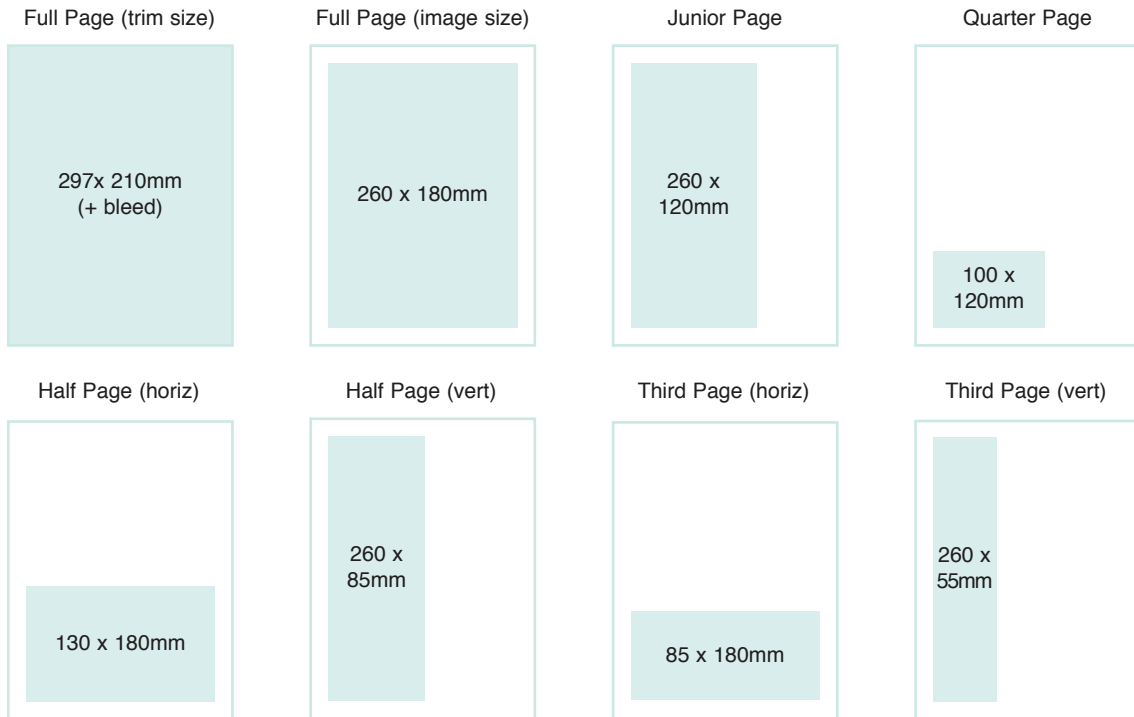 Full Page (trim size)
Full Page (image size)
Junior Page
Quarter Page
297x 210mm
(+ bleed)
260 x 180mm
260 x
120mm
100 x
120mm
Half Page (horiz)
Half Page (vert)
Third Page (horiz)
Third Page (vert)
130 x 180mm
260 x
85mm
85 x 180mm
260 x
55mm